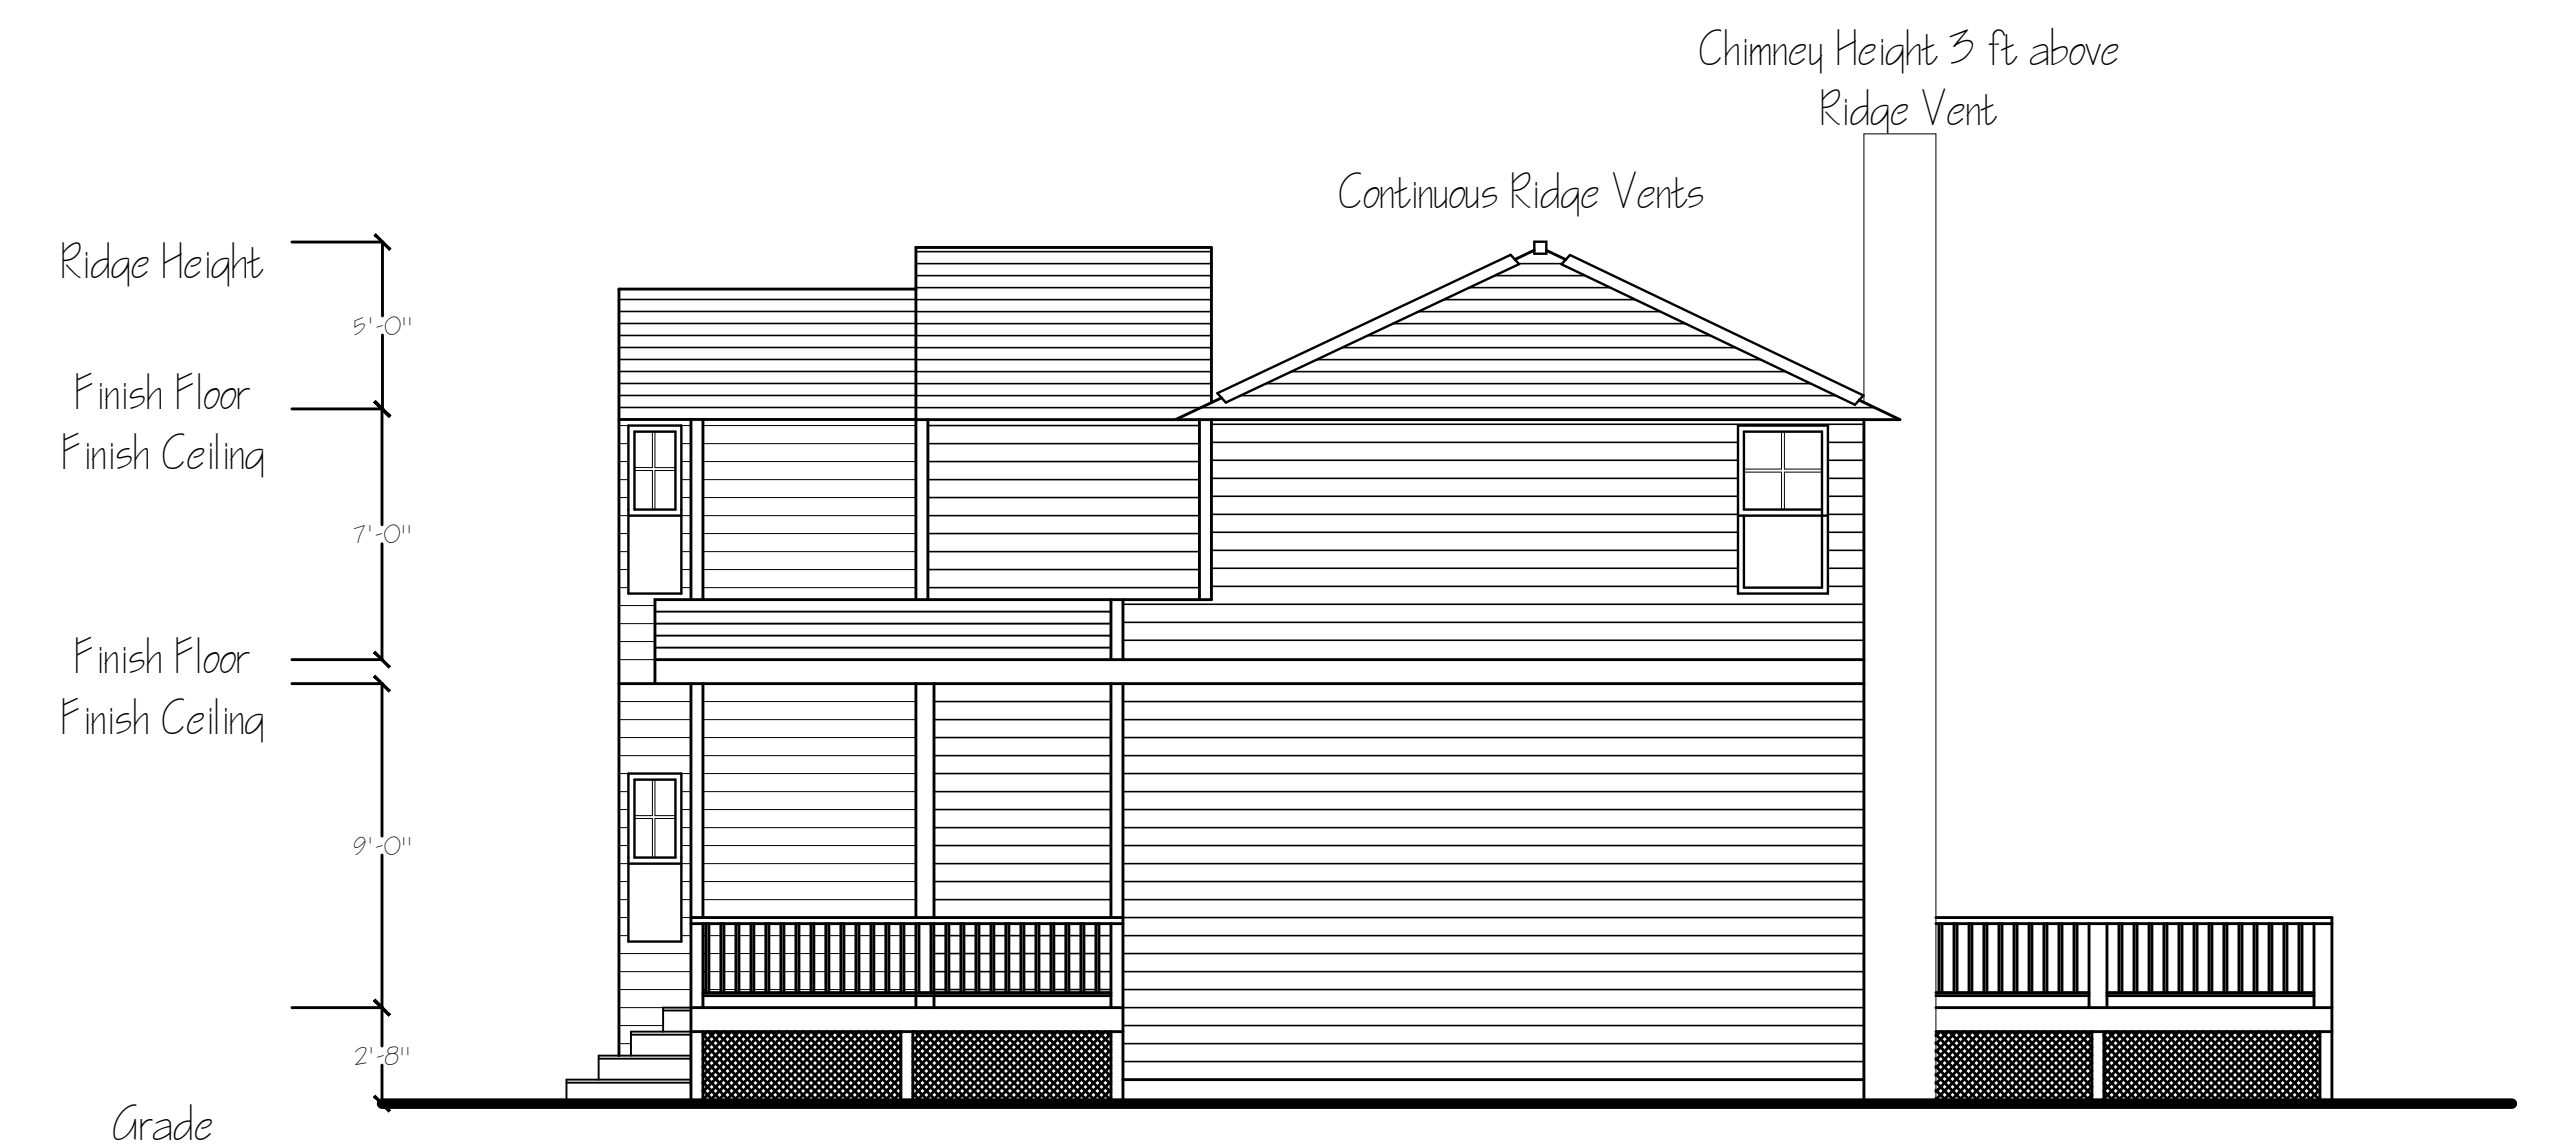 Chimney Height 3 ft above
Ridge Vent
Continuous Ridge Vents
Ridge Height
5'-0"
Finish Floor
Finish Ceiling
7'-0"
Finish Floor
Finish Ceiling
9'-0"
2'-8"
Grade